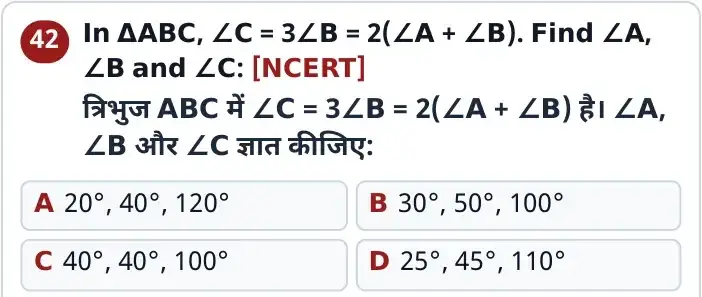 42 In ΔABC, ∠C = 3∠B = 2(∠A + ∠B). Find ∠A,
∠B and ∠C: [NCERT]
त्रिभुज ABC में ∠C = 3∠B = 2(∠A + ∠B) है। ∠A,
∠B और ∠C ज्ञात कीजिए:
A 20°, 40°, 120°
B 30°, 50°, 100°
C 40°, 40°, 100°
D 25°, 45°, 110°